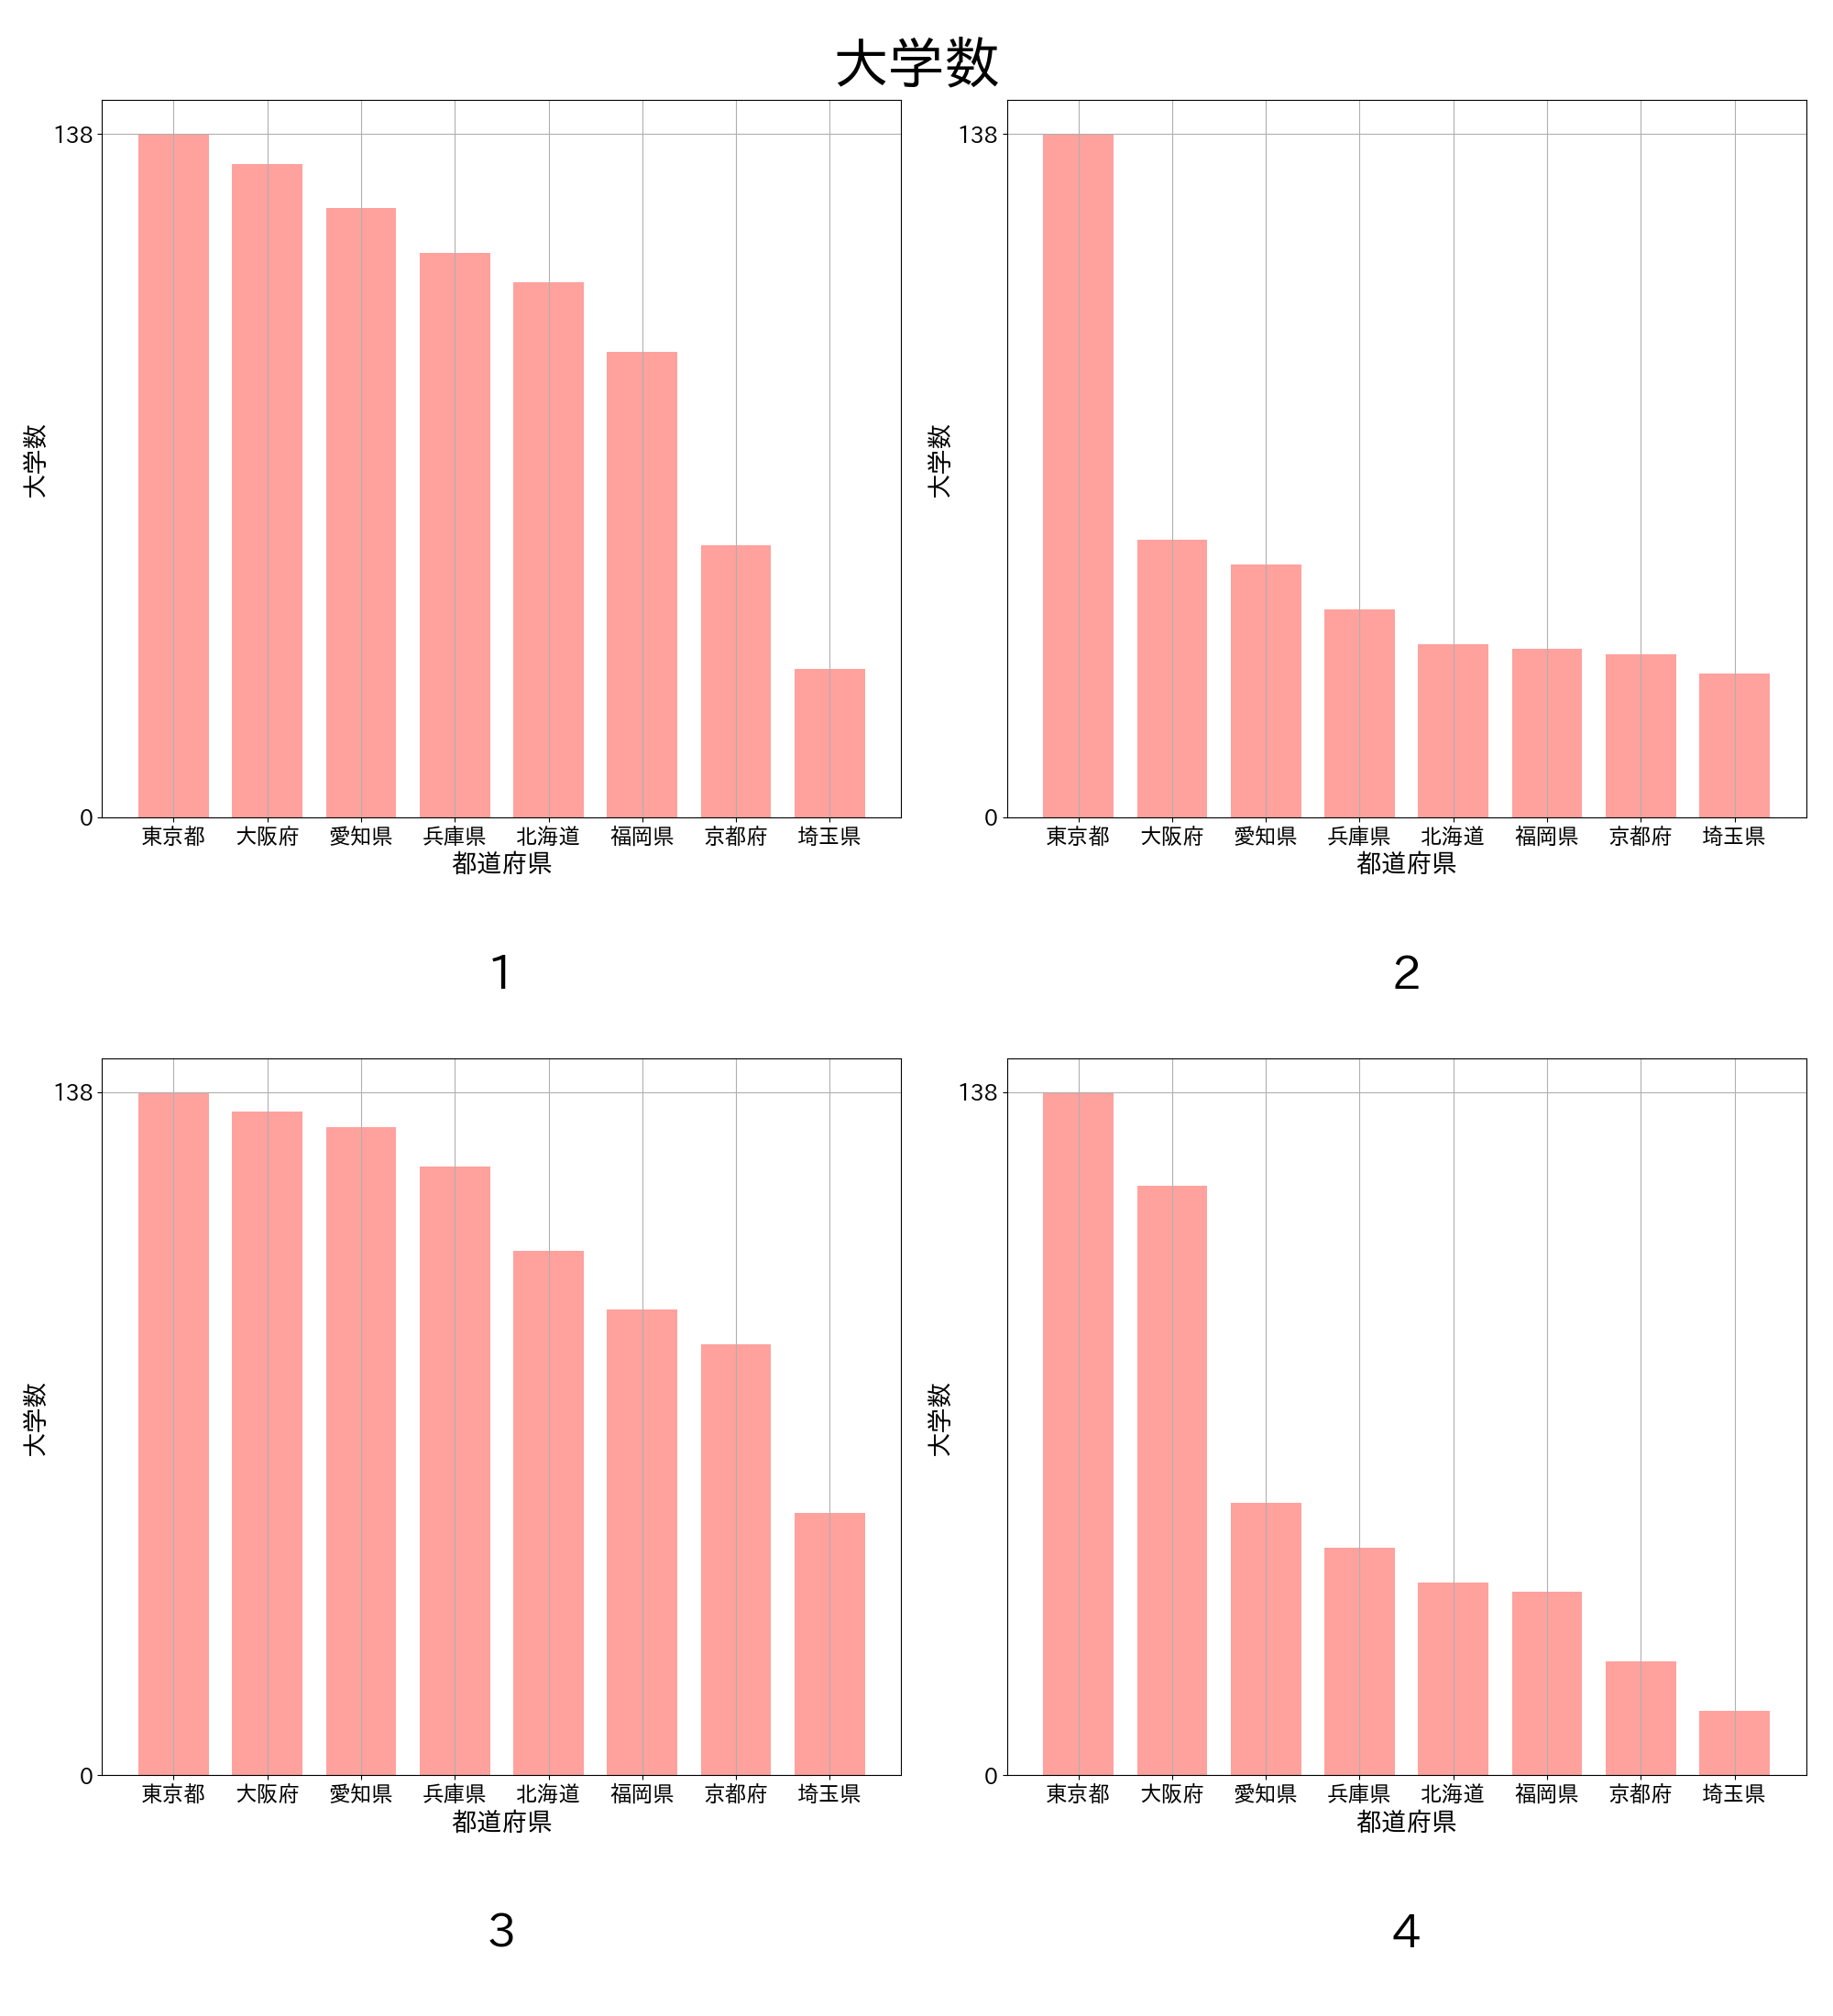 大学数
138
0
大学数
東京都 大阪府 愛知県 兵庫県 北海道 福岡県 京都府 埼玉県
都道府県
1
138
0
大学数
東京都 大阪府 愛知県 兵庫県 北海道 福岡県 京都府 埼玉県
都道府県
2
138
0
大学数
東京都 大阪府 愛知県 兵庫県 北海道 福岡県 京都府 埼玉県
都道府県
3
138
0
大学数
東京都 大阪府 愛知県 兵庫県 北海道 福岡県 京都府 埼玉県
都道府県
4